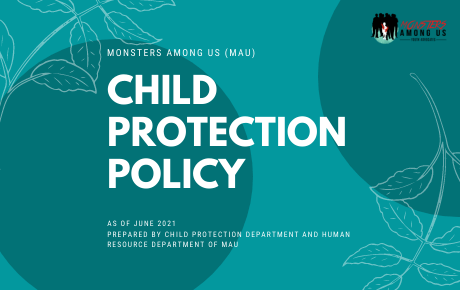 MONSTERS
AMONG US
MONSTERS AMONG US (MAU)
CHILD
PROTECTION
POLICY
AS OF JUNE 2021
PREPARED BY CHILD PROTECTION DEPARTMENT AND HUMAN
RESOURCE DEPARTMENT OF MAU